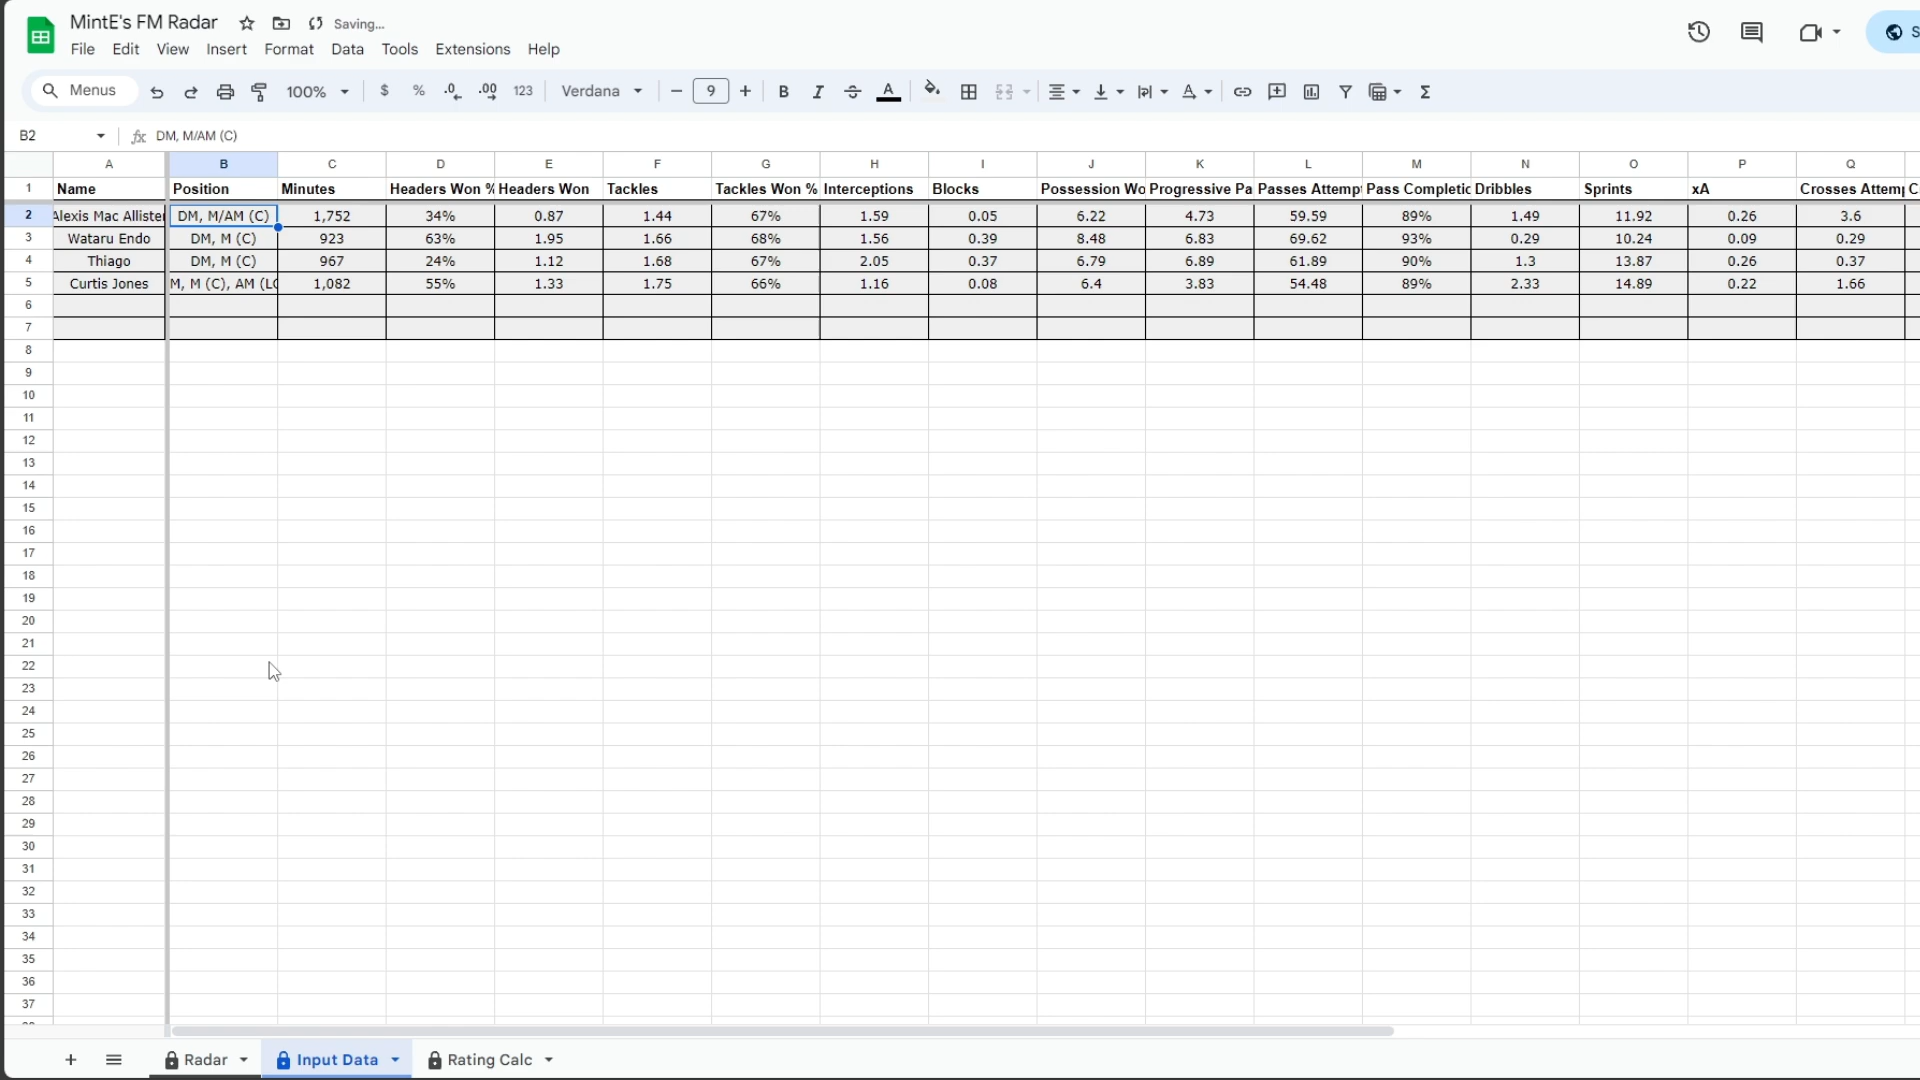 MintE's FM Radar Saving...
File Edit View Insert Format Data Tools Extensions Help
Menus 100% $ % .0 .00 123 Verdana 9 B I A A Σ
B2 fx DM, M/AM (C)
A B C D E F G H I J K L M N O P Q
1 Name Position Minutes Headers Won % Headers Won Tackles Tackles Won % Interceptions Blocks Possession Wo Progressive Pa Passes Attemp Pass Completic Dribbles Sprints xA Crosses Attem C
2 Alexis Mac Allister DM, M/AM (C) 1,752 34% 0.87 1.44 67% 1.59 0.05 6.22 4.73 59.59 89% 1.49 11.92 0.26 3.6
3 Wataru Endo DM, M (C) 923 63% 1.95 1.66 68% 1.56 0.39 8.48 6.83 69.62 93% 0.29 10.24 0.09 0.29
4 Thiago DM, M (C) 967 24% 1.12 1.68 67% 2.05 0.37 6.79 6.89 61.89 90% 1.3 13.87 0.26 0.37
5 Curtis Jones M, M (C), AM (LC 1,082 55% 1.33 1.75 66% 1.16 0.08 6.4 3.83 54.48 89% 2.33 14.89 0.22 1.66
6
7
8
9
10
11
12
13
14
15
16
17
18
19
20
21
22
23
24
25
26
27
28
29
30
31
32
33
34
35
36
37
Radar Input Data Rating Calc